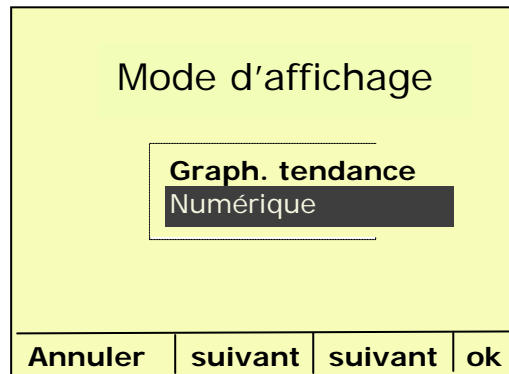 Mode d'affichage
Graph. tendance
Numérique
Annuler suivant suivant ok